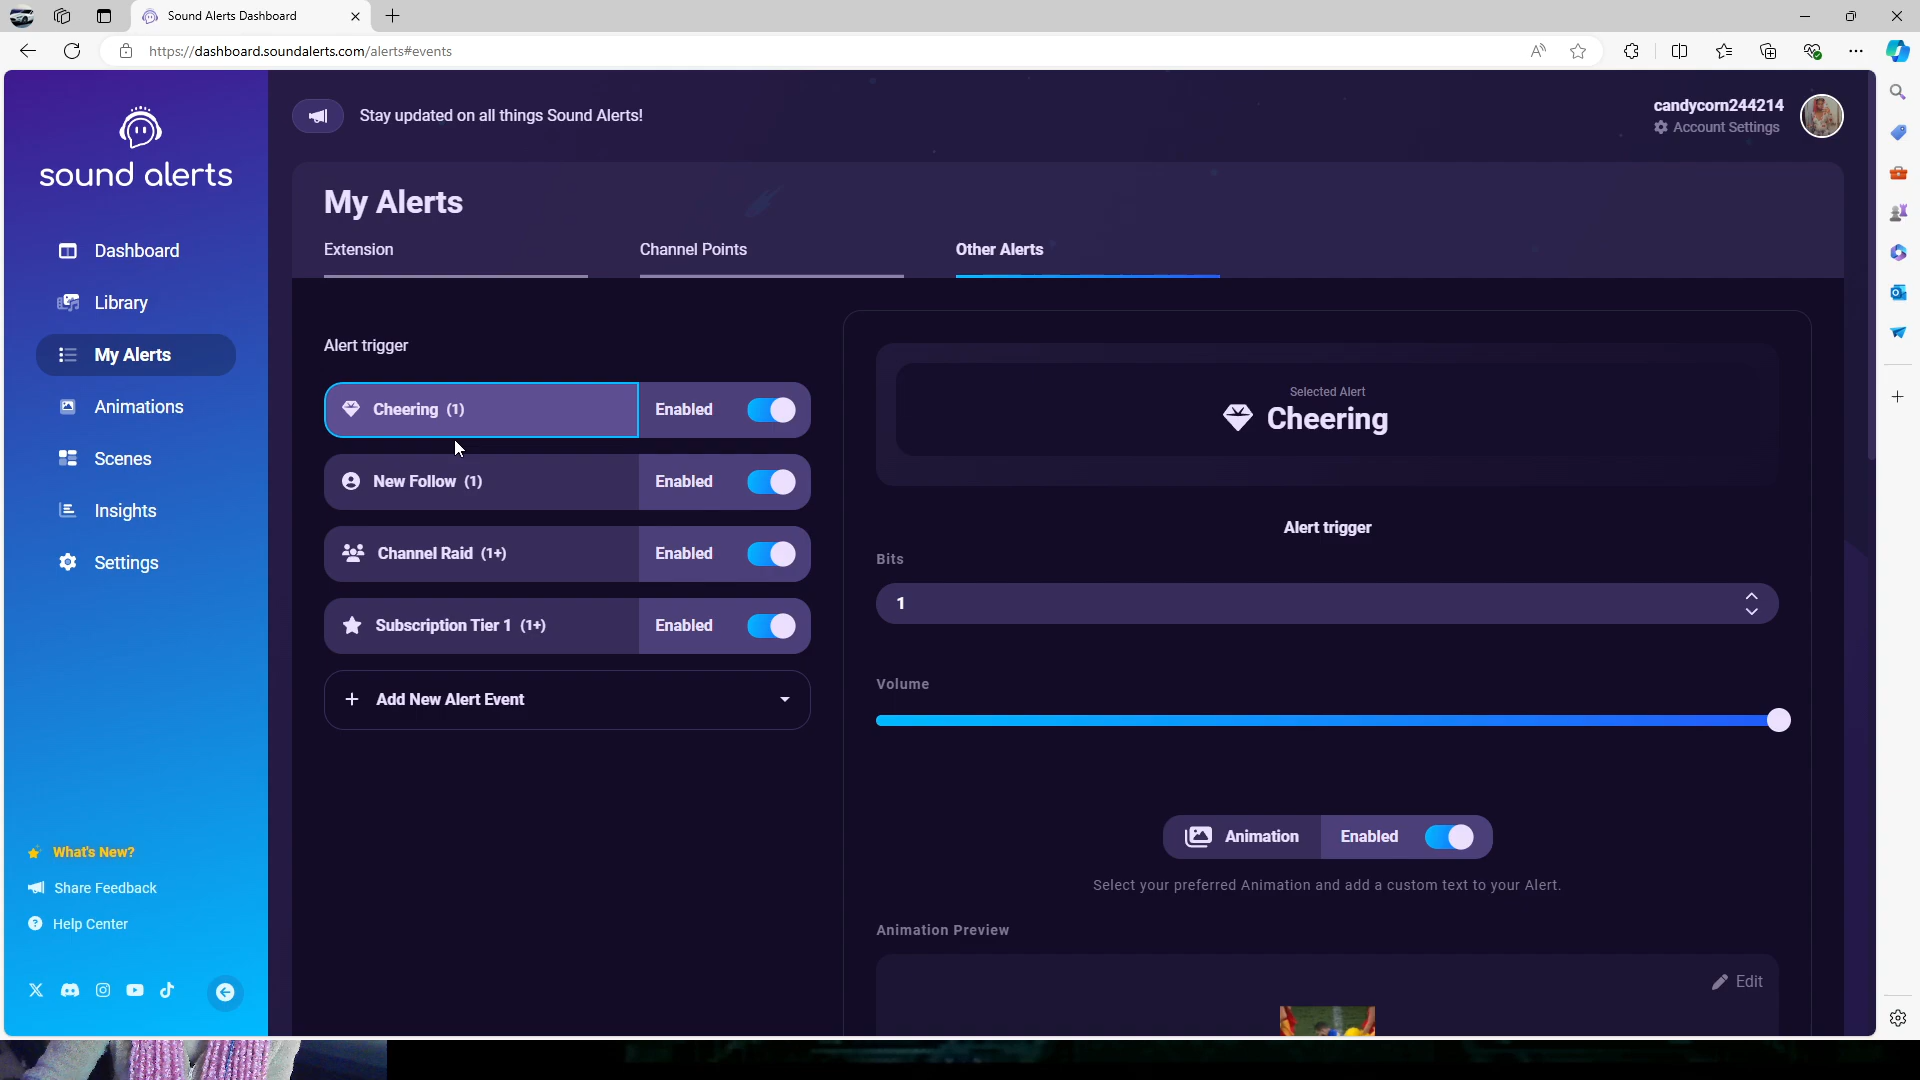 Sound Alerts Dashboard
https://dashboard.soundalerts.com/alerts#events
sound alerts
Dashboard
Library
My Alerts
Animations
Scenes
Insights
Settings
What's New?
Share Feedback
Help Center
Stay updated on all things Sound Alerts!
candycorn244214
Account Settings
My Alerts
Extension
Channel Points
Other Alerts
Alert trigger
Cheering (1)
Enabled
New Follow (1)
Enabled
Channel Raid (1+)
Enabled
Subscription Tier 1 (1+)
Enabled
Add New Alert Event
Selected Alert
Cheering
Alert trigger
Bits
1
Volume
Animation
Enabled
Select your preferred Animation and add a custom text to your Alert.
Animation Preview
Edit